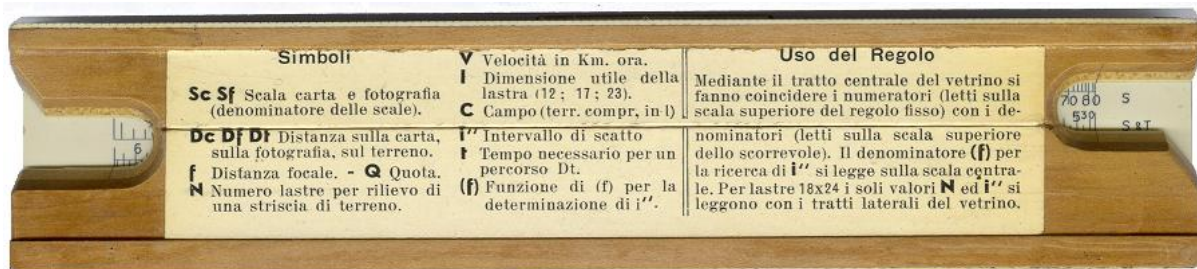 Simboli
Sc Sf Scala carta e fotografia
(denominatore delle scale).
Dc Df Dt Distanza sulla carta,
sulla fotografia, sul terreno.
f Distanza focale. - Q Quota.
N Numero lastre per rilievo di
una striscia di terreno.
V Velocità in Km. ora.
l Dimensione utile della
lastra (12 ; 17 ; 23).
C Campo (terr. compr, in l)
i'' Intervallo di scatto
t Tempo necessario per un
percorso Dt.
(f) Funzione di (f) per la
determinazione di i''.
Uso del Regolo
Mediante il tratto centrale del vetrino si
fanno coincidere i numeratori (letti sulla
scala superiore del regolo fisso) con i de-
nominatori (letti sulla scala superiore
dello scorrevole). Il denominatore (f) per
la ricerca di i'' si legge sulla scala centra-
le. Per lastre 18x24 i soli valori N ed i'' si
leggono con i tratti laterali del vetrino.
6
70 80 S
5 30 S & T